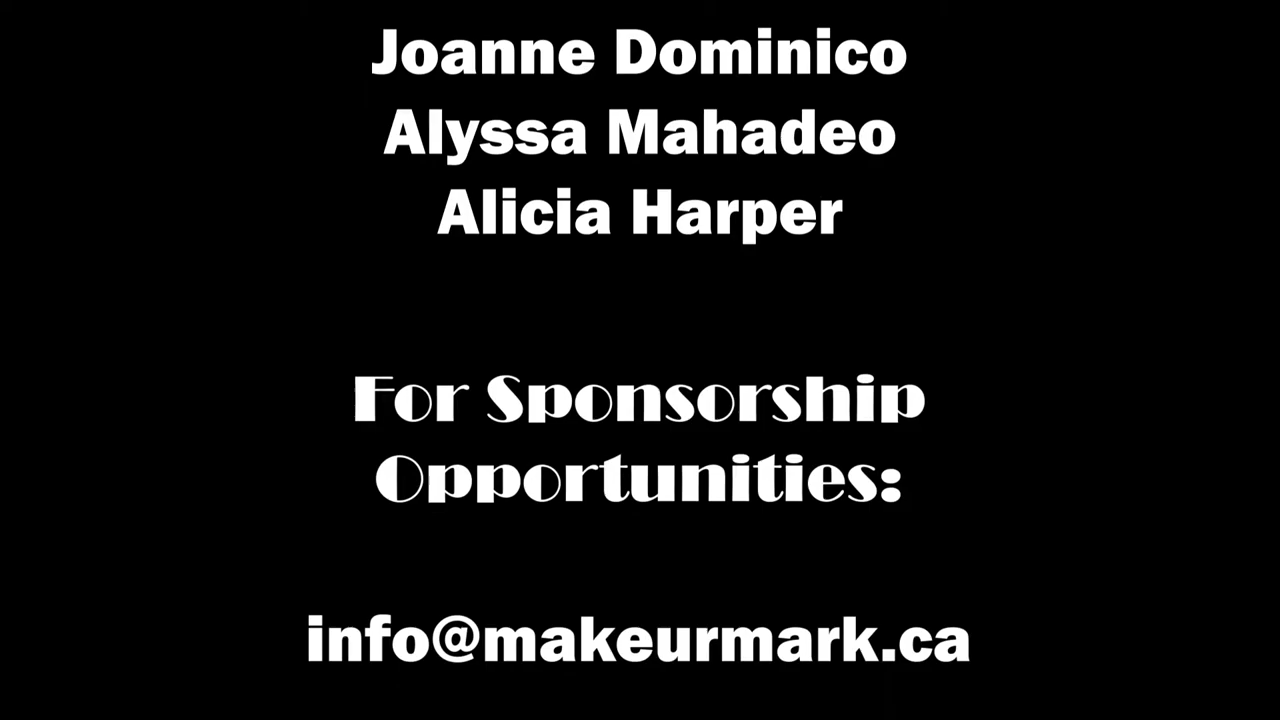 Joanne Dominico
Alyssa Mahadeo
Alicia Harper
For Sponsorship
Opportunities:
info@makeurmark.ca